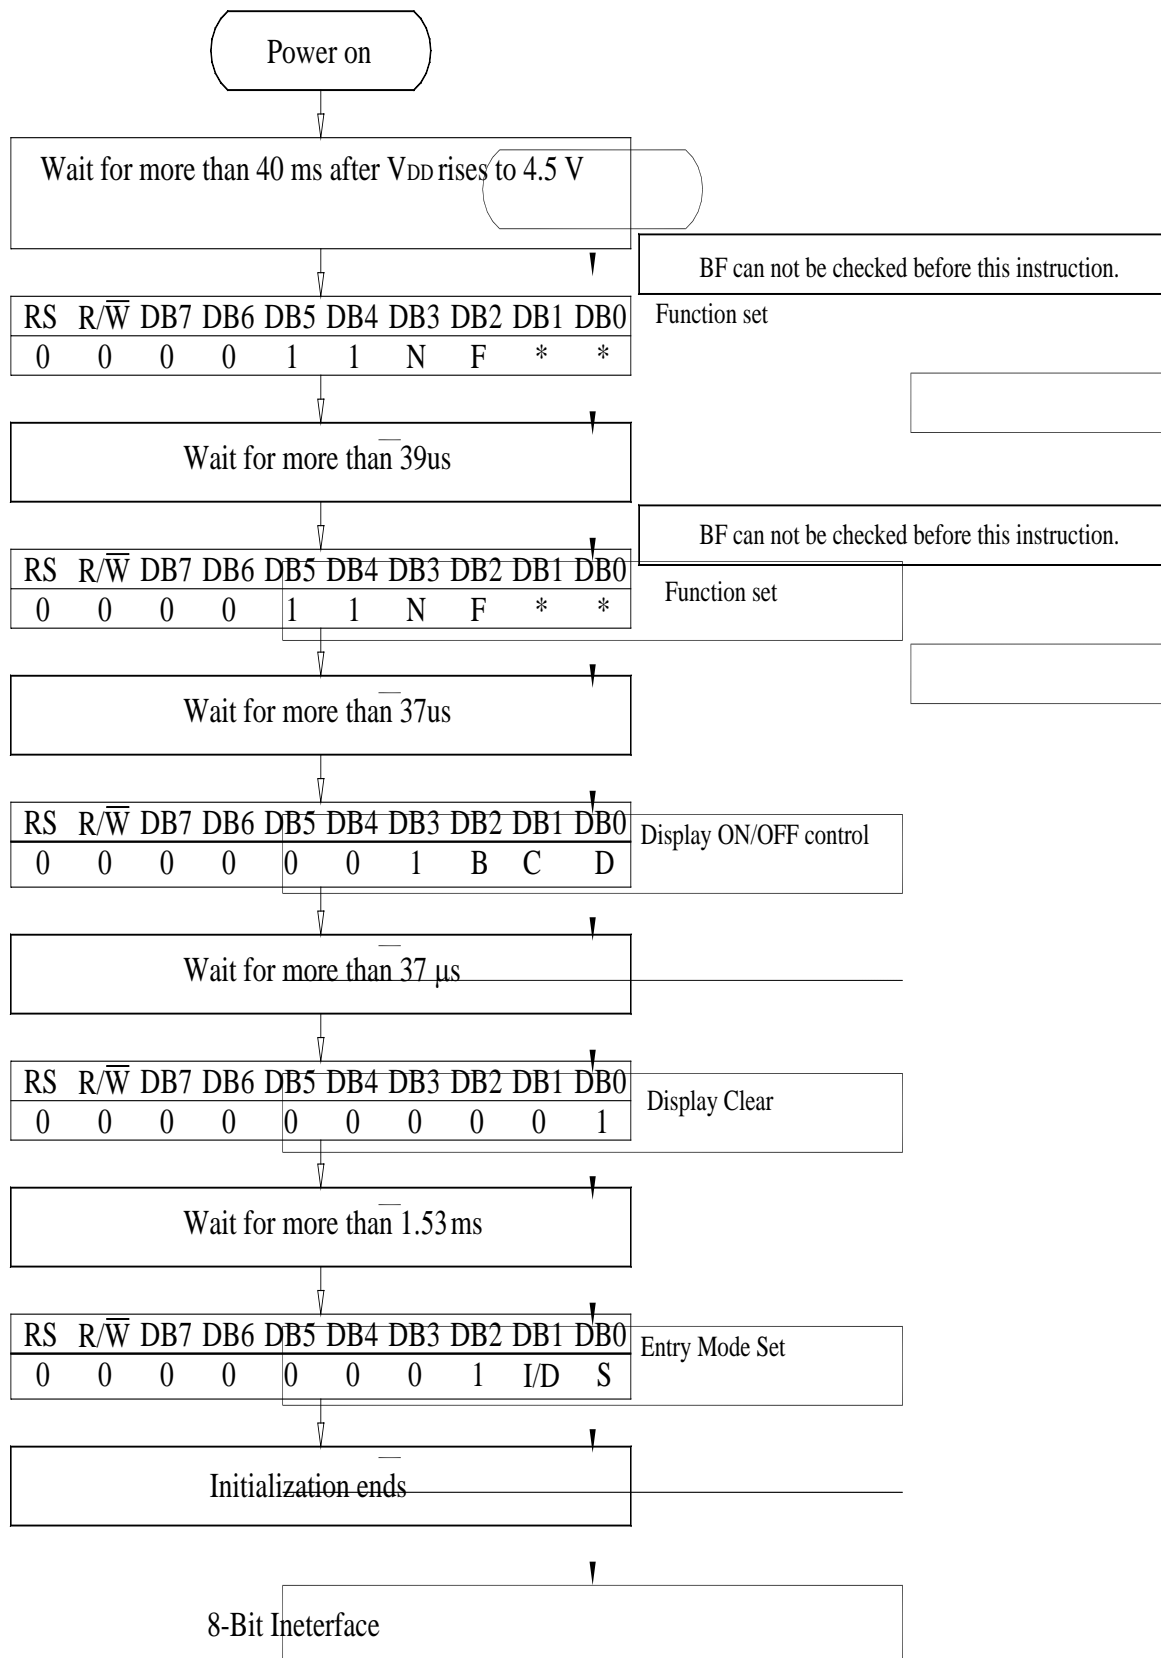 Power on
Wait for more than 40 ms after VDD rises to 4.5 V
BF can not be checked before this instruction.
RS R/W̅ DB7 DB6 DB5 DB4 DB3 DB2 DB1 DB0
Function set
0 0 0 0 1 1 N F * *
Wait for more than 39us
BF can not be checked before this instruction.
RS R/W̅ DB7 DB6 DB5 DB4 DB3 DB2 DB1 DB0
Function set
0 0 0 0 1 1 N F * *
Wait for more than 37us
RS R/W̅ DB7 DB6 DB5 DB4 DB3 DB2 DB1 DB0
Display ON/OFF control
0 0 0 0 0 0 1 B C D
Wait for more than 37 μs
RS R/W̅ DB7 DB6 DB5 DB4 DB3 DB2 DB1 DB0
Display Clear
0 0 0 0 0 0 0 0 0 1
Wait for more than 1.53ms
RS R/W̅ DB7 DB6 DB5 DB4 DB3 DB2 DB1 DB0
Entry Mode Set
0 0 0 0 0 0 0 1 I/D S
Initialization ends
8-Bit Ineterface